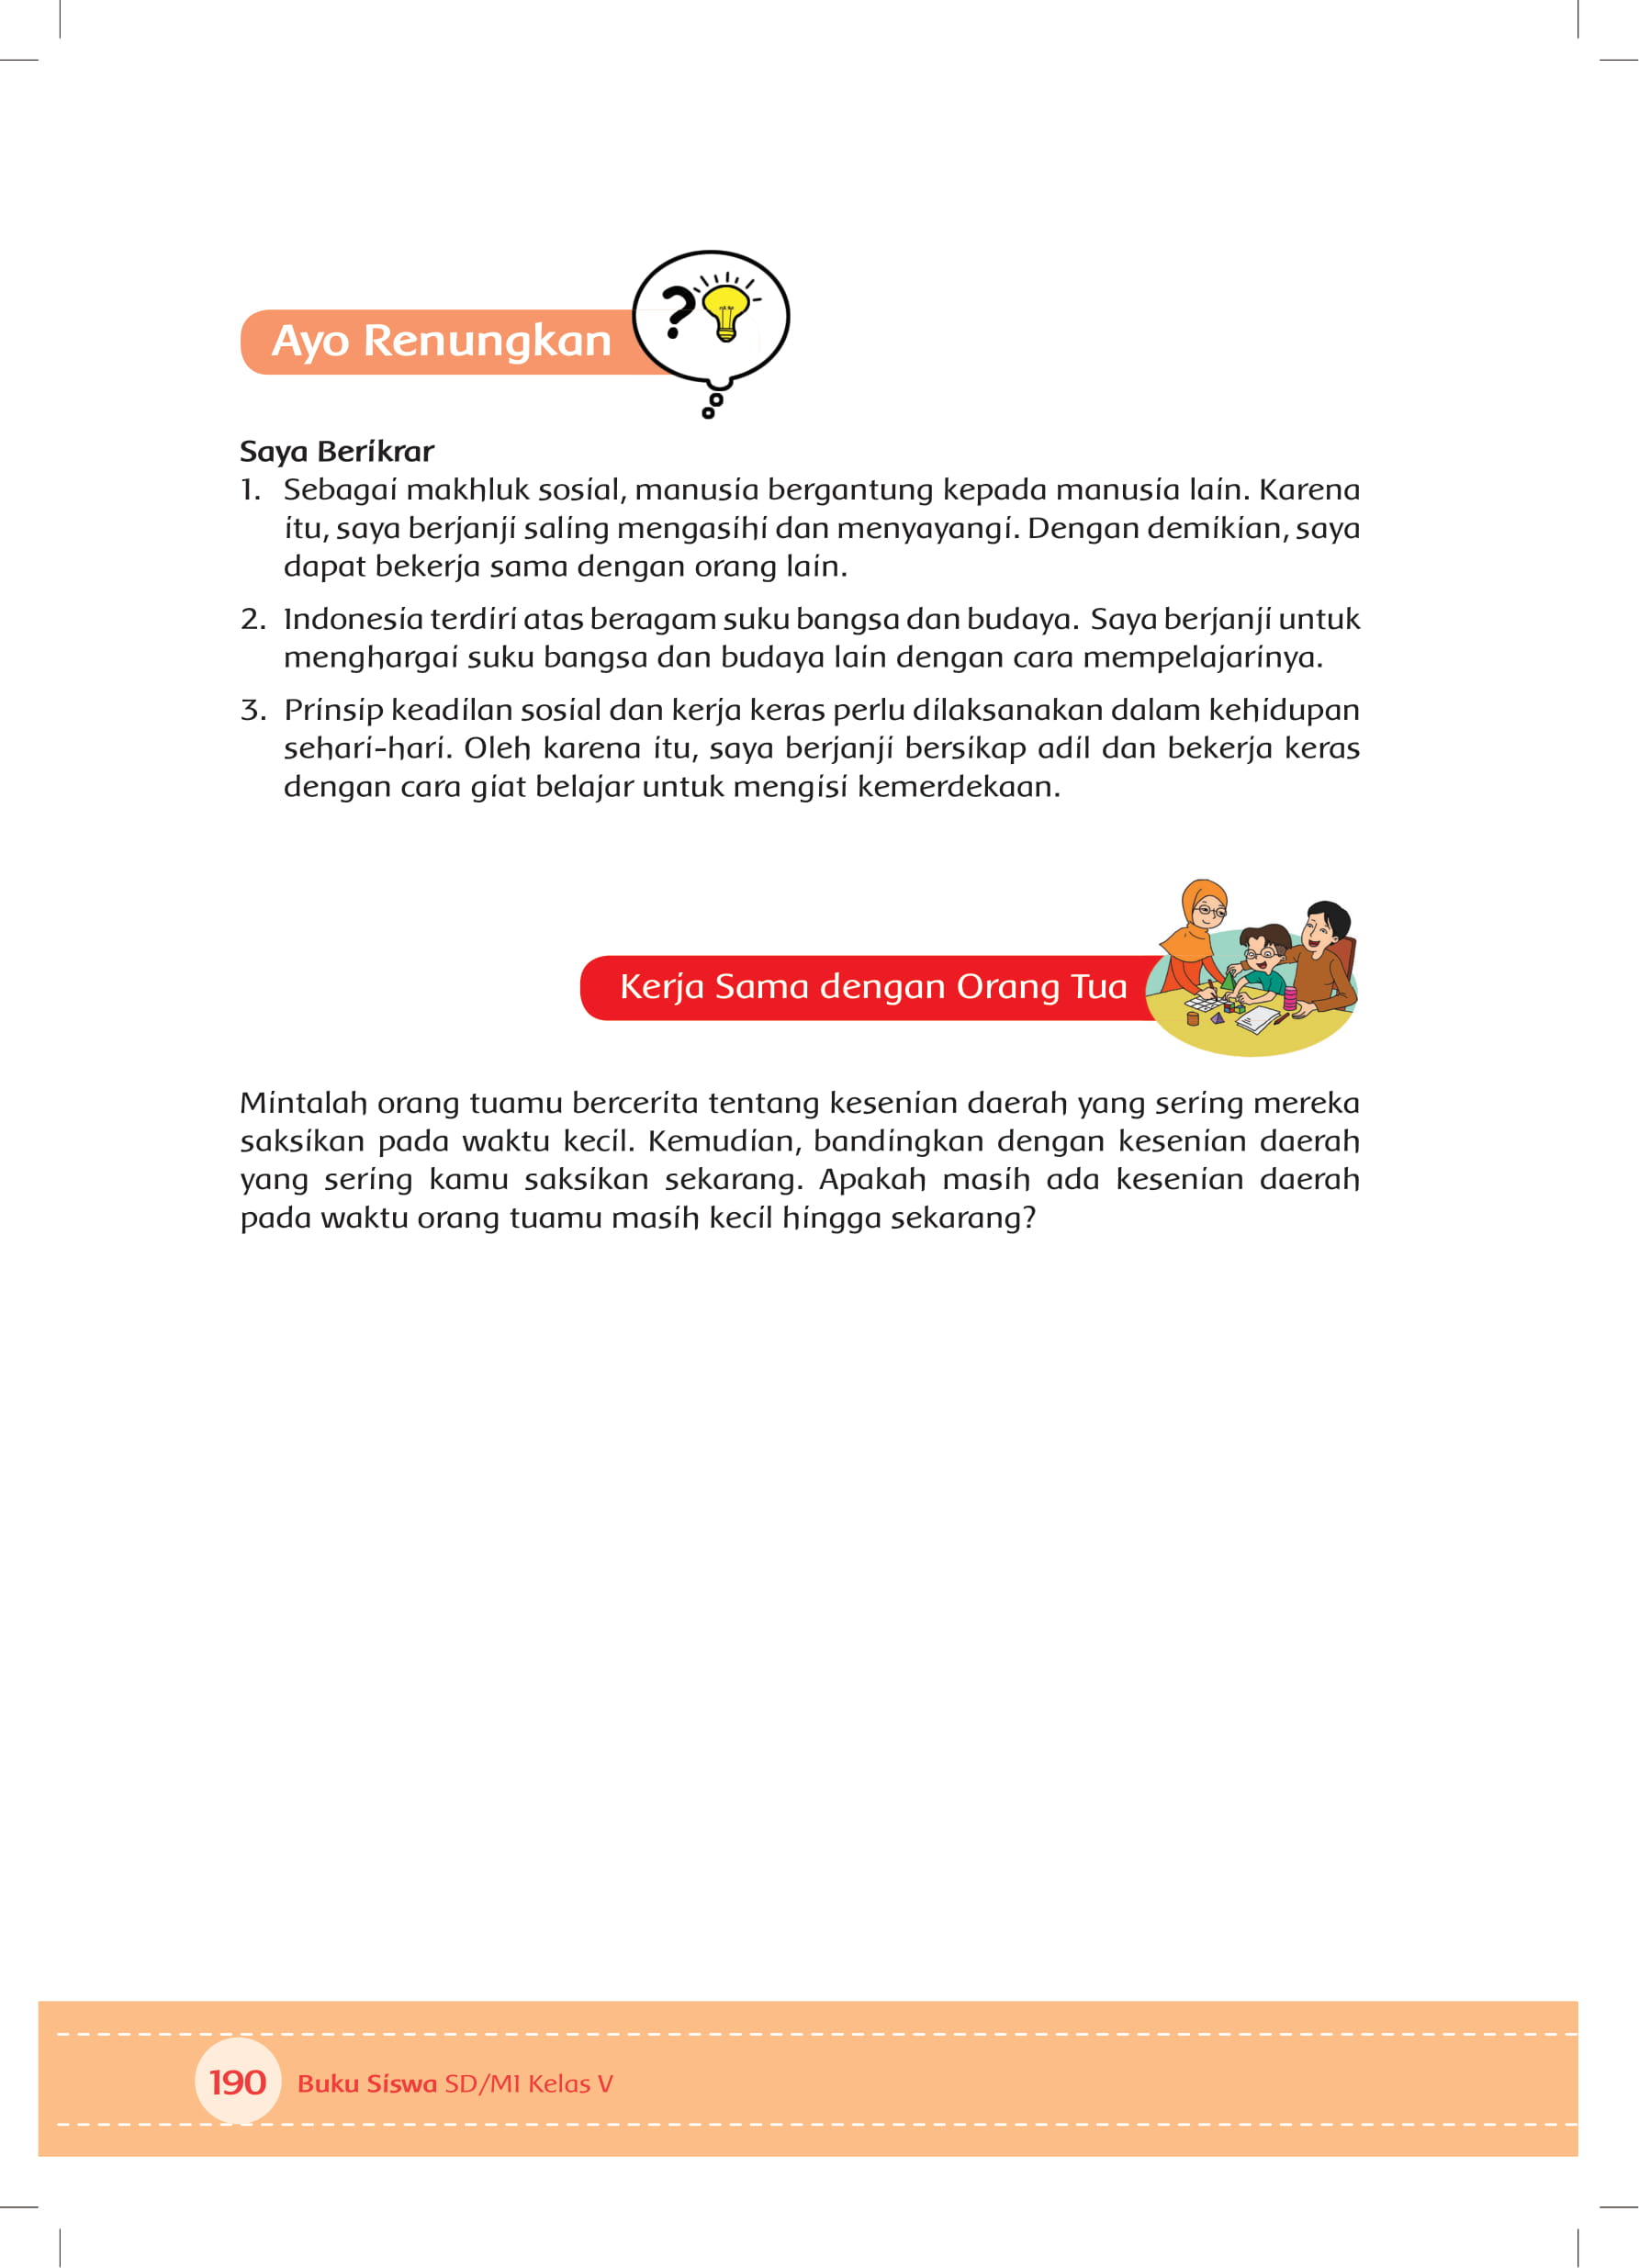 Ayo Renungkan
Saya Berikrar
1. Sebagai makhluk sosial, manusia bergantung kepada manusia lain. Karena
itu, saya berjanji saling mengasihi dan menyayangi. Dengan demikian, saya
dapat bekerja sama dengan orang lain.
2. Indonesia terdiri atas beragam suku bangsa dan budaya. Saya berjanji untuk
menghargai suku bangsa dan budaya lain dengan cara mempelajarinya.
3. Prinsip keadilan sosial dan kerja keras perlu dilaksanakan dalam kehidupan
sehari-hari. Oleh karena itu, saya berjanji bersikap adil dan bekerja keras
dengan cara giat belajar untuk mengisi kemerdekaan.
Kerja Sama dengan Orang Tua
Mintalah orang tuamu bercerita tentang kesenian daerah yang sering mereka
saksikan pada waktu kecil. Kemudian, bandingkan dengan kesenian daerah
yang sering kamu saksikan sekarang. Apakah masih ada kesenian daerah
pada waktu orang tuamu masih kecil hingga sekarang?
190 Buku Siswa SD/MI Kelas V